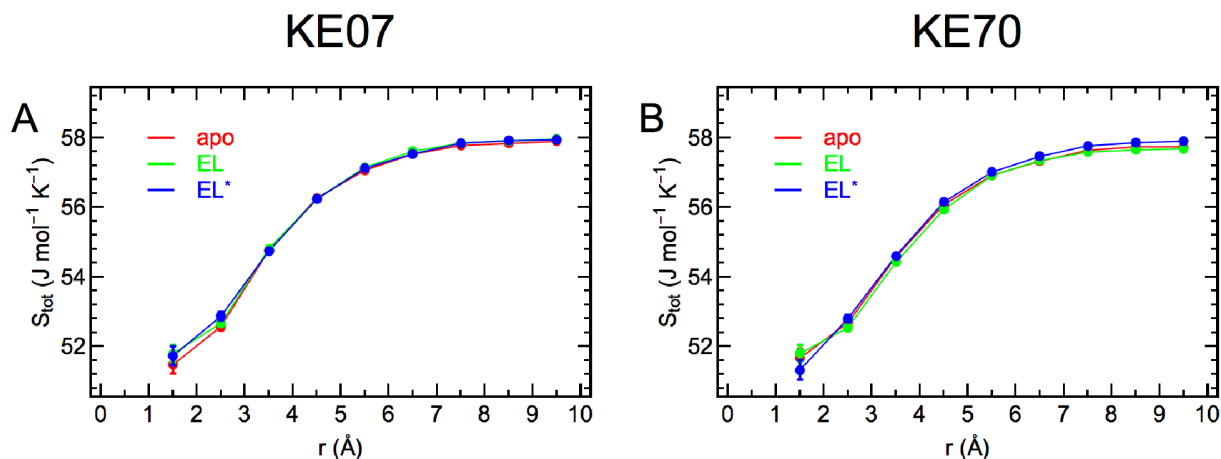 KE07
KE70
A
apo
EL
EL*
58
56
54
52
S_tot (J mol⁻¹ K⁻¹)
0 1 2 3 4 5 6 7 8 9 10
r (Å)
B
apo
EL
EL*
58
56
54
52
S_tot (J mol⁻¹ K⁻¹)
0 1 2 3 4 5 6 7 8 9 10
r (Å)